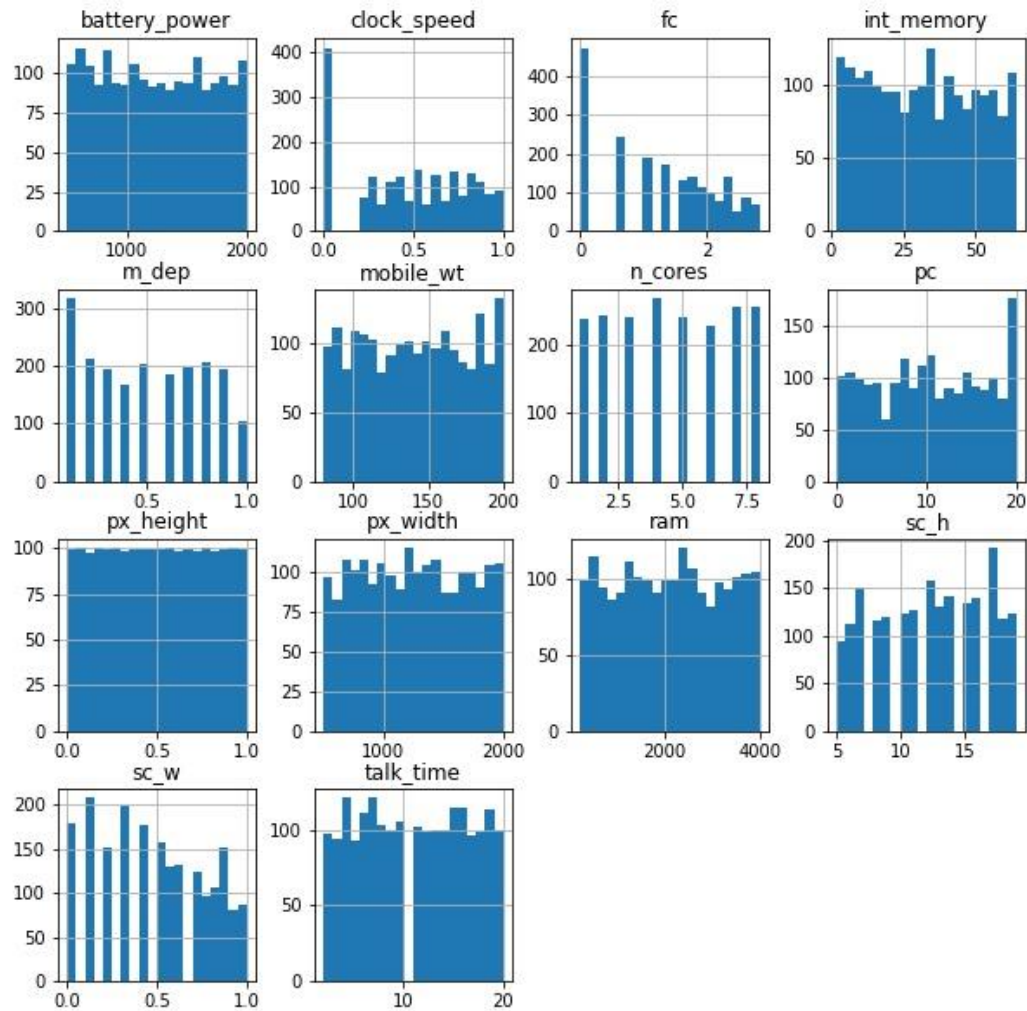 battery_power clock_speed fc int_memory
100 75 50 25 0
1000 2000
400 300 200 100 0
0.0 0.5 1.0
400 300 200 100 0
0 2
100 50 0
0 25 50
m_dep mobile_wt n_cores pc
300 200 100 0
0.5 1.0
100 50 0
100 150 200
200 100 0
2.5 5.0 7.5
150 100 50 0
0 10 20
px_height px_width ram sc_h
100 75 50 25 0
0.0 0.5 1.0
100 75 50 25 0
1000 2000
100 50 0
2000 4000
200 150 100 50 0
5 10 15
sc_w talk_time
200 150 100 50 0
0.0 0.5 1.0
100 50 0
10 20